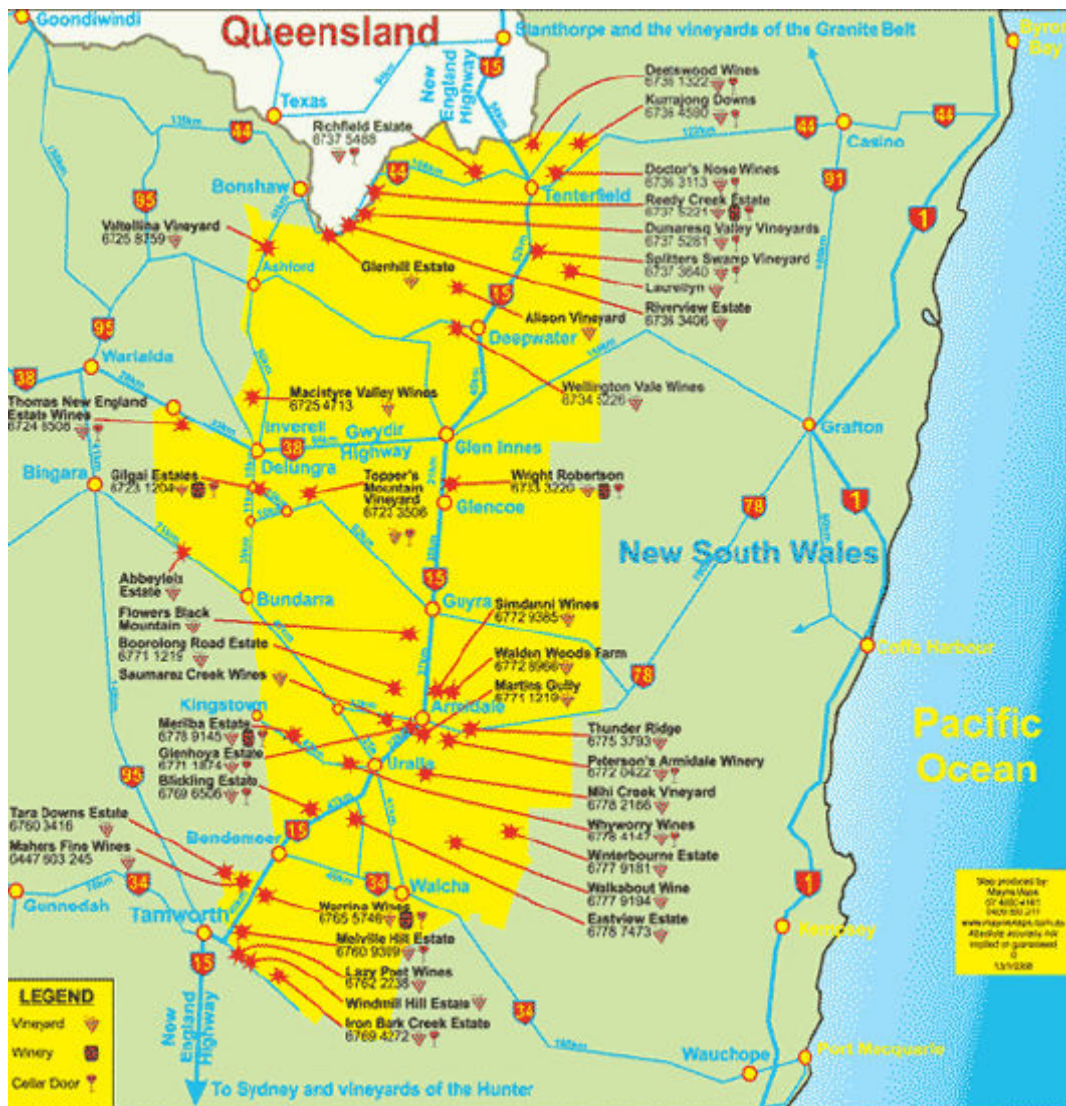 Goondiwindi
Queensland
Stanthorpe and the vineyards of the Granite Belt
Byron
Bay
15
New
England
Highway
Texas
44
Deetswood Wines
6736 1322
Kurrajong Downs
6736 4590
Richfield Estate
6737 5488
44
44
Casino
Bonshaw
44
Tenterfield
Doctor's Nose Wines
6736 3113
91
95
Reedy Creek Estate
6737 5221
1
Valtellina Vineyard
6725 8759
Dumaresq Valley Vineyards
6737 5281
Glenhill Estate
Splitters Swamp Vineyard
6737 3640
Ashford
Laurellyn
15
Alison Vineyard
Riverview Estate
6736 3406
95
Deepwater
Warialda
38
Wellington Vale Wines
6734 5226
Thomas New England
Estate Wines
6724 8508
Macintyre Valley Wines
6725 4713
Grafton
Inverell
38
Gwydir
Highway
Glen Innes
Delungra
Bingara
Gilgai Estates
6723 1204
Topper's
Mountain
Vineyard
6723 3506
Wright Robertson
6733 3220
Glencoe
1
78
New South Wales
Abbeyleix
Estate
15
Bundarra
Guyra
Simdanni Wines
6772 9385
Flowers Black
Mountain
Boorolong Road Estate
6771 1219
Walden Woods Farm
6772 8966
Coffs Harbour
Saumarez Creek Wines
Martins Gully
6771 1219
78
Kingstown
Armidale
Merilba Estate
6778 9145
Thunder Ridge
6775 3793
Pacific
Ocean
Glenhoya Estate
6771 1874
Uralla
Peterson's Armidale Winery
6772 0422
95
Blickling Estate
6769 6506
Mihi Creek Vineyard
6778 2166
Tara Downs Estate
6760 3416
Whyworry Wines
6778 4147
15
Bendemeer
Mahers Fine Wines
0447 603 245
Winterbourne Estate
6777 9181
34
34
Gunnedah
Walcha
Walkabout Wine
6777 9194
1
Tamworth
Warrina Wines
6765 5746
Eastview Estate
6778 7473
Kempsey
Map produced by:
Melville Hill Estate
15
Lazy Poet Wines
6762 2238
LEGEND
Windmill Hill Estate
Vineyard
Iron Bark Creek Estate
6769 4272
34
Winery
New
England
Highway
Wauchope
Port Macquarie
Cellar Door
To Sydney and vineyards of the Hunter